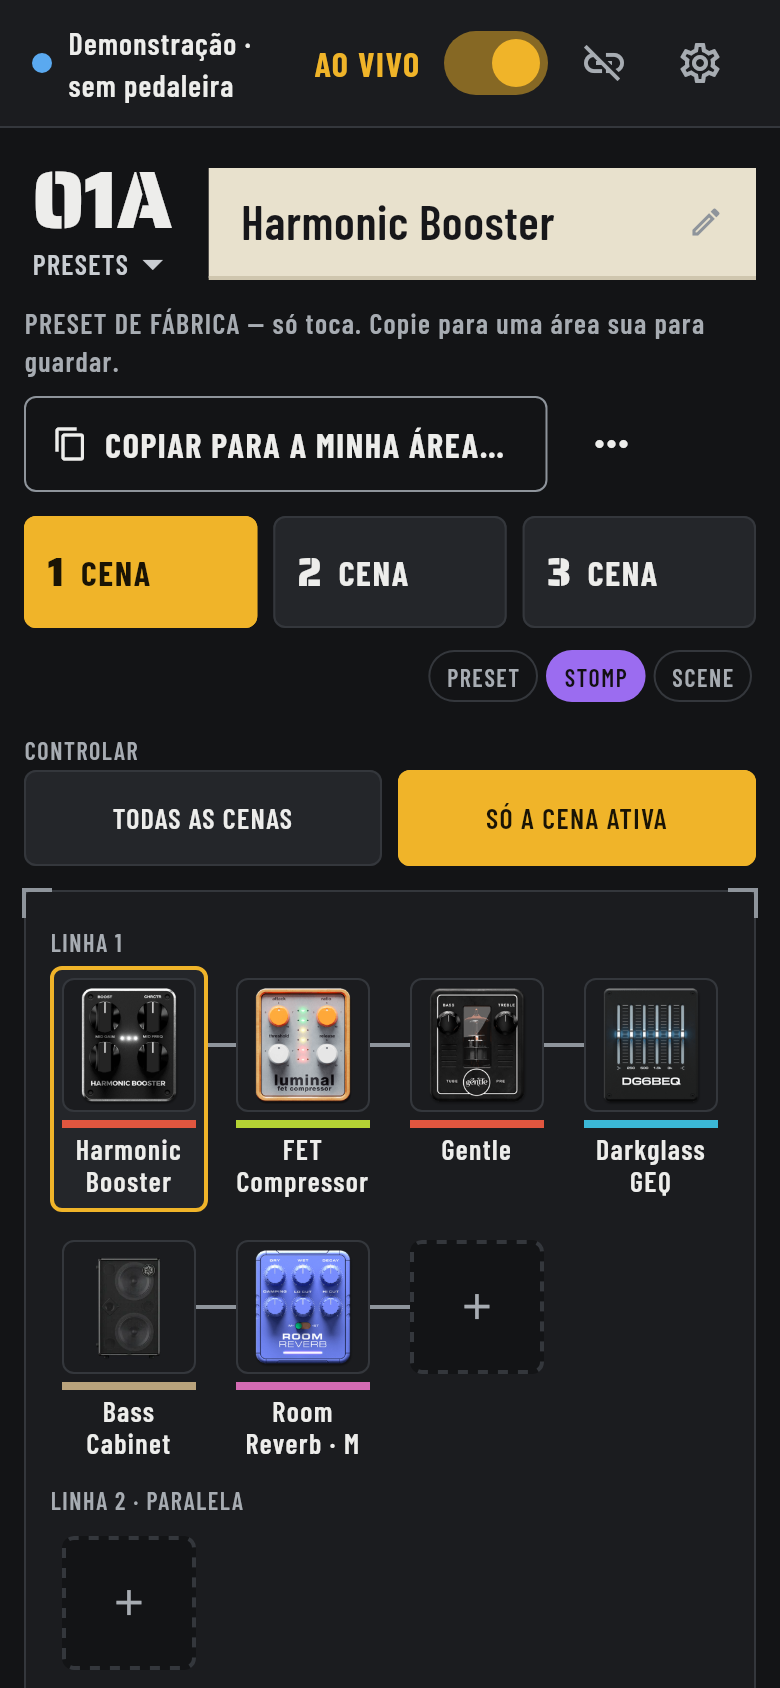 Demonstração ·
sem pedaleira
AO VIVO
01A
Harmonic Booster
PRESETS
PRESET DE FÁBRICA — só toca. Copie para uma área sua para
guardar.
COPIAR PARA A MINHA ÁREA...
1 CENA
2 CENA
3 CENA
PRESET
STOMP
SCENE
CONTROLAR
TODAS AS CENAS
SÓ A CENA ATIVA
LINHA 1
HARMONIC BOOSTER
luminal
fet compressor
BASS
TREBLE
gentle
DG6BEQ
Harmonic
Booster
FET
Compressor
Gentle
Darkglass
GEQ
ROOM
REVERB
Bass
Cabinet
Room
Reverb · M
LINHA 2 · PARALELA